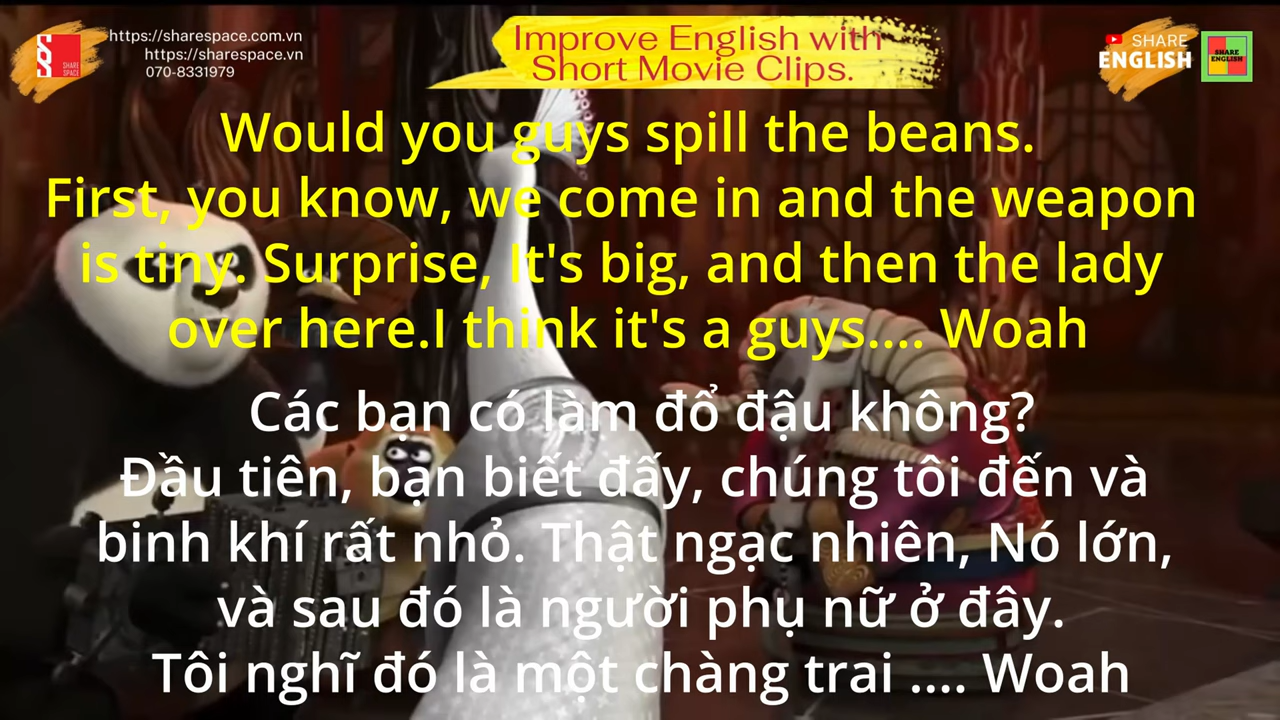 https://sharespace.com.vn
https://sharespace.vn
070-8331979
SHARE
SPACE
Improve English with
Short Movie Clips.
SHARE
ENGLISH
SHARE
ENGLISH
Would you guys spill the beans.
First, you know, we come in and the weapon
is tiny. Surprise, It's big, and then the lady
over here.I think it's a guys.... Woah
Các bạn có làm đổ đậu không?
Đầu tiên, bạn biết đấy, chúng tôi đến và
binh khí rất nhỏ. Thật ngạc nhiên, Nó lớn,
và sau đó là người phụ nữ ở đây.
Tôi nghĩ đó là một chàng trai .... Woah